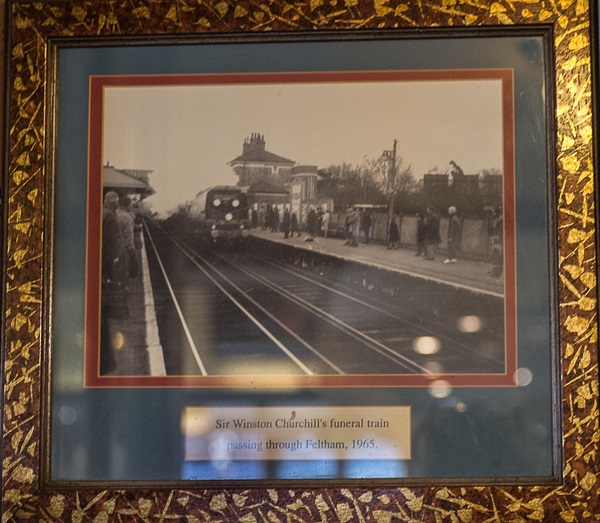 Sir Winston Churchill's funeral train
passing through Feltham, 1965.